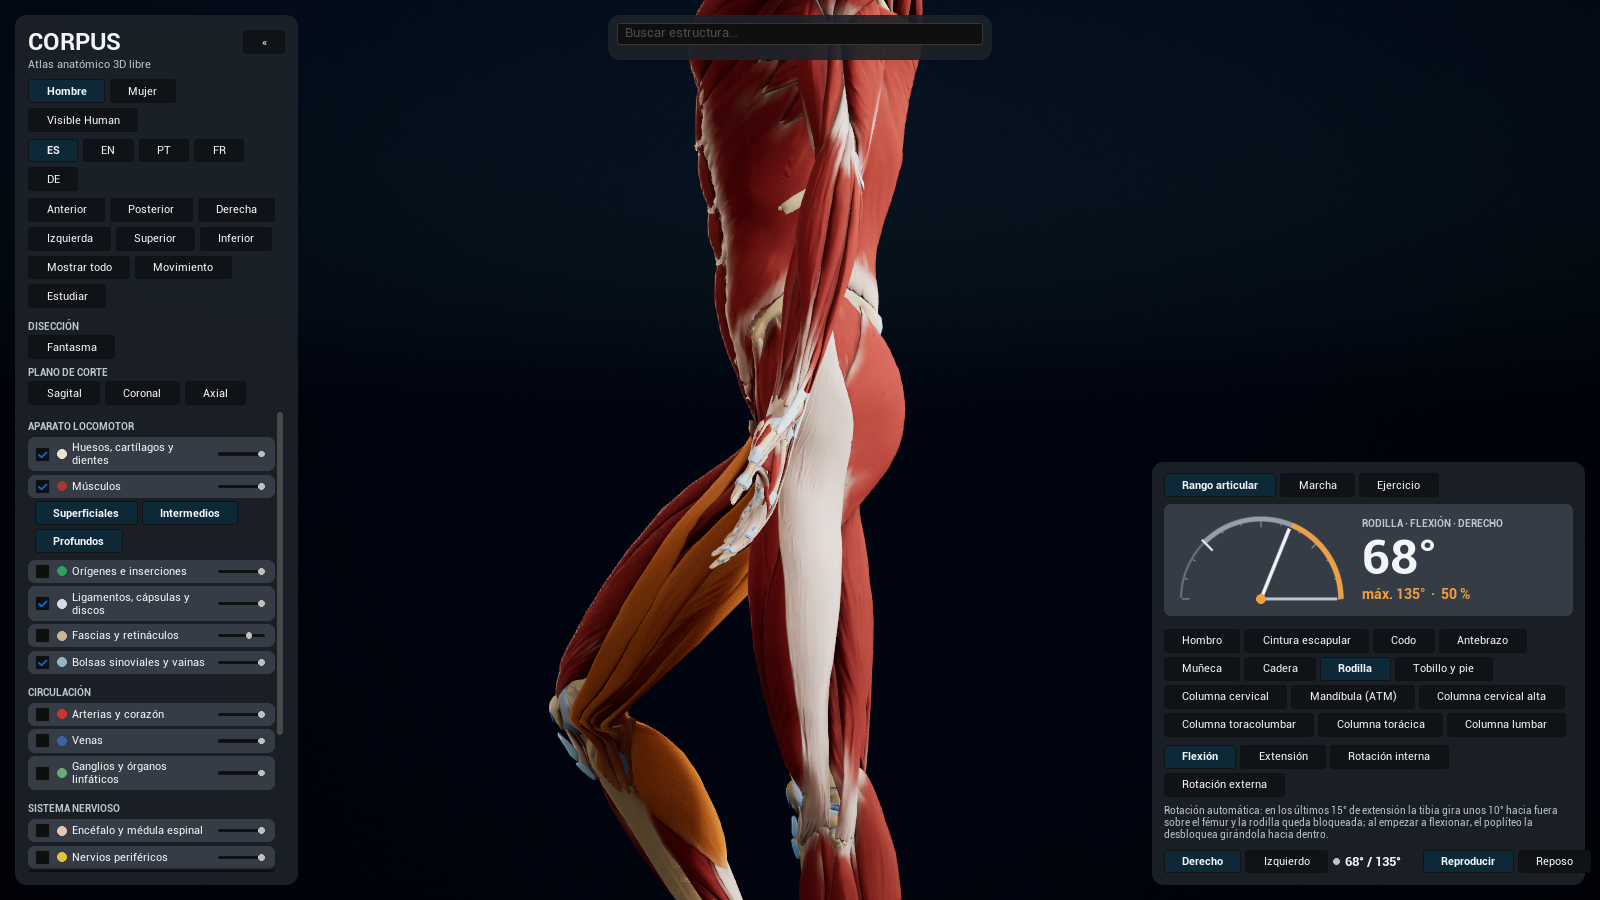 CORPUS
«
Atlas anatómico 3D libre
Hombre
Mujer
Visible Human
ES
EN
PT
FR
DE
Anterior
Posterior
Derecha
Izquierda
Superior
Inferior
Mostrar todo
Movimiento
Estudiar
DISECCIÓN
Fantasma
PLANO DE CORTE
Sagital
Coronal
Axial
APARATO LOCOMOTOR
Huesos, cartílagos y
dientes
Músculos
Superficiales
Intermedios
Profundos
Orígenes e inserciones
Ligamentos, cápsulas y
discos
Fascias y retináculos
Bolsas sinoviales y vainas
CIRCULACIÓN
Arterias y corazón
Venas
Ganglios y órganos
linfáticos
SISTEMA NERVIOSO
Encéfalo y médula espinal
Nervios periféricos
Buscar estructura...
Rango articular
Marcha
Ejercicio
RODILLA · FLEXIÓN · DERECHO
68°
máx. 135° · 50 %
Hombro
Cintura escapular
Codo
Antebrazo
Muñeca
Cadera
Rodilla
Tobillo y pie
Columna cervical
Mandíbula (ATM)
Columna cervical alta
Columna toracolumbar
Columna torácica
Columna lumbar
Flexión
Extensión
Rotación interna
Rotación externa
Rotación automática: en los últimos 15° de extensión la tibia gira unos 10° hacia fuera
sobre el fémur y la rodilla queda bloqueada; al empezar a flexionar, el poplíteo la
desbloquea girándola hacia dentro.
Derecho
Izquierdo
68° / 135°
Reproducir
Reposo